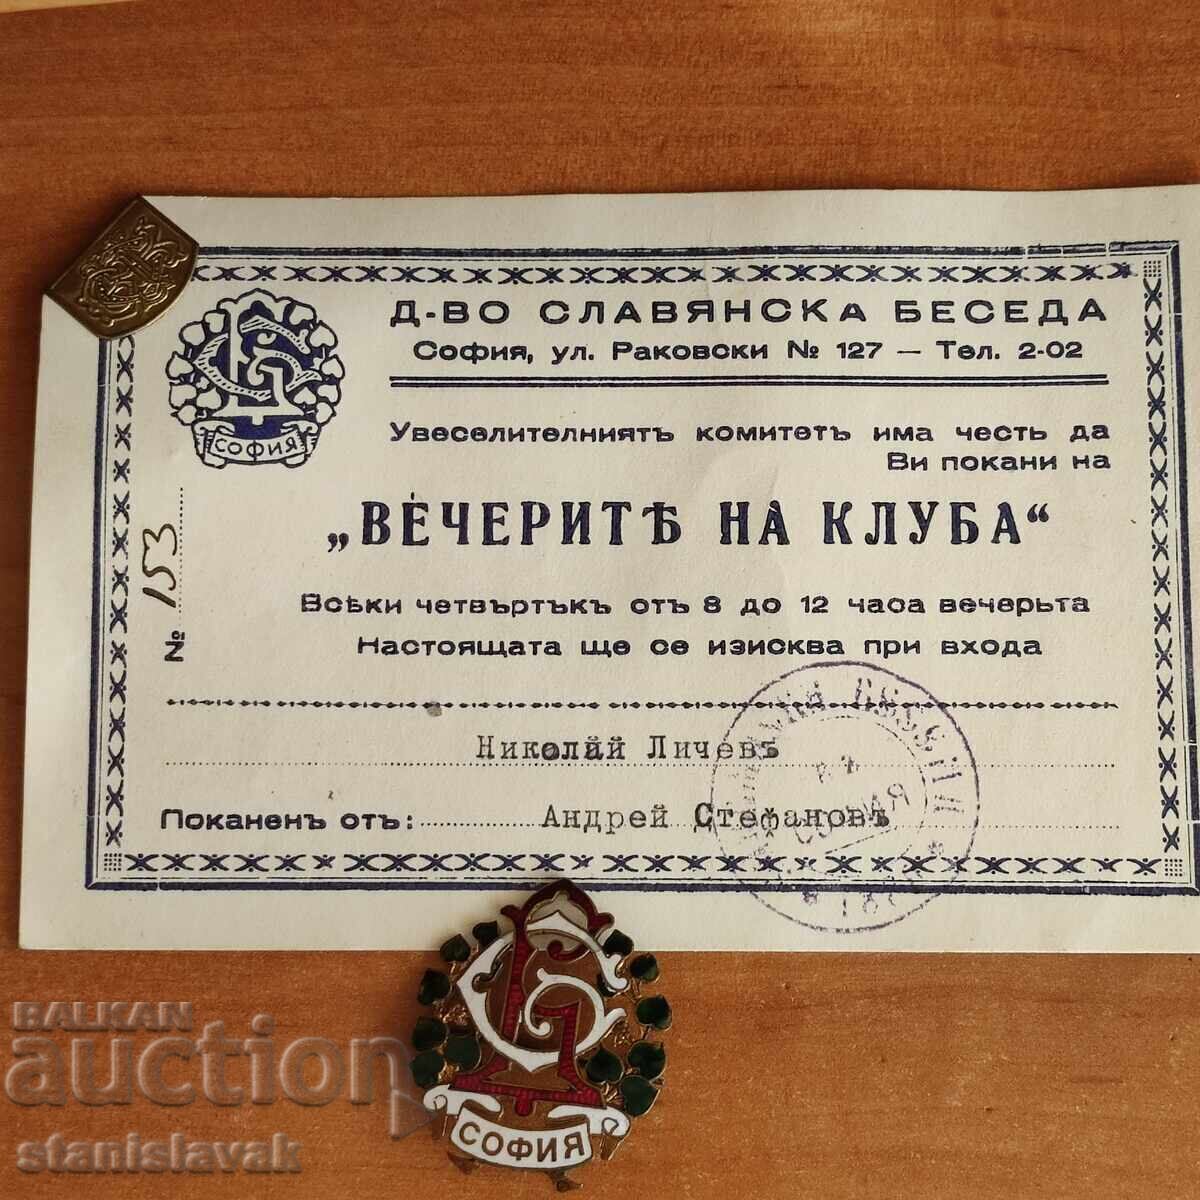 Д-ВО СЛАВЯНСКА БЕСЕДА
София, ул. Раковски № 127 — Тел. 2-02
СОФИЯ
Увеселителниятъ комитетъ има честь да
Ви покани на
„ВЕЧЕРИТѢ НА КЛУБА“
Всѣки четвъртъкъ отъ 8 до 12 часа вечерьта
Настоящата ще се изисква при входа
№ 153
Николай Личевъ
Поканенъ отъ: Андрей Стефановъ
СОФИЯ
BALKAN
auction
stanislavak